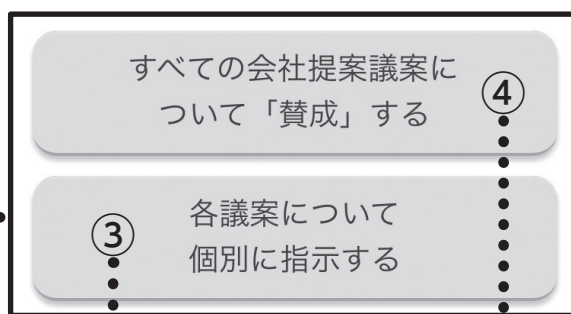 すべての会社提案議案に
ついて「賛成」する
④
各議案について
③
個別に指示する